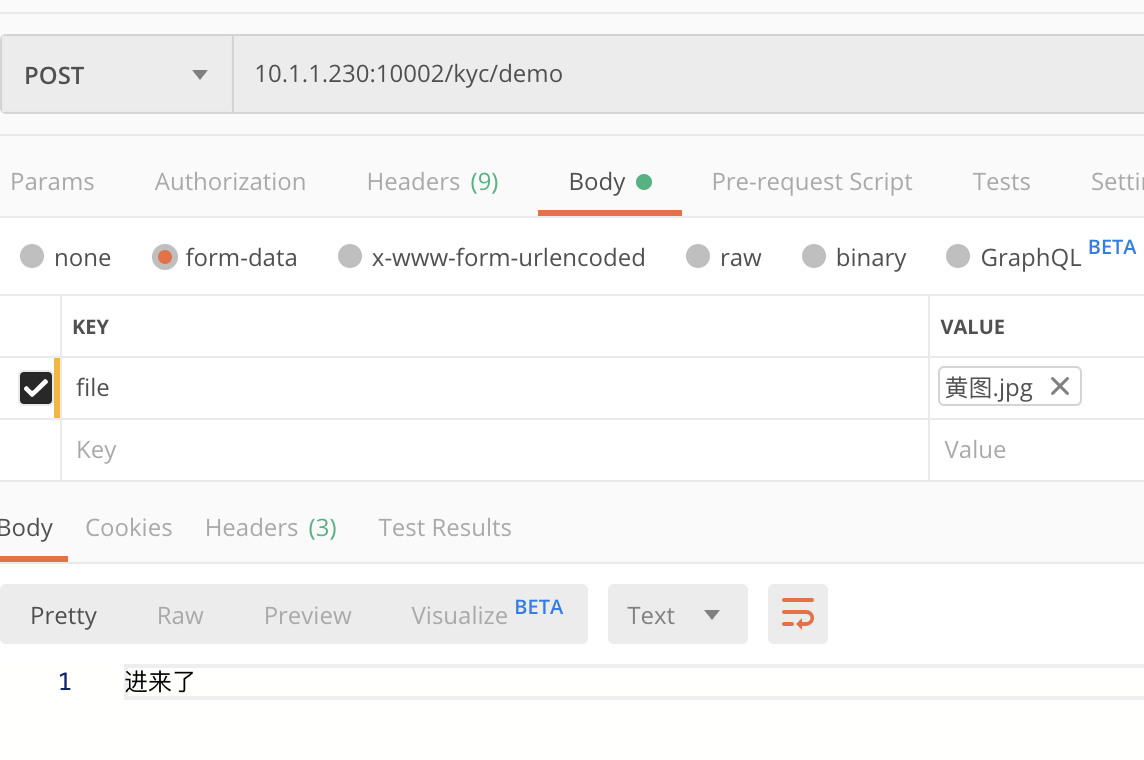 POST 10.1.1.230:10002/kyc/demo
Params Authorization Headers (9) Body Pre-request Script Tests Setti
none form-data x-www-form-urlencoded raw binary GraphQL BETA
KEY VALUE
file 黄图.jpg
Key Value
Body Cookies Headers (3) Test Results
Pretty Raw Preview Visualize BETA Text
1 进来了